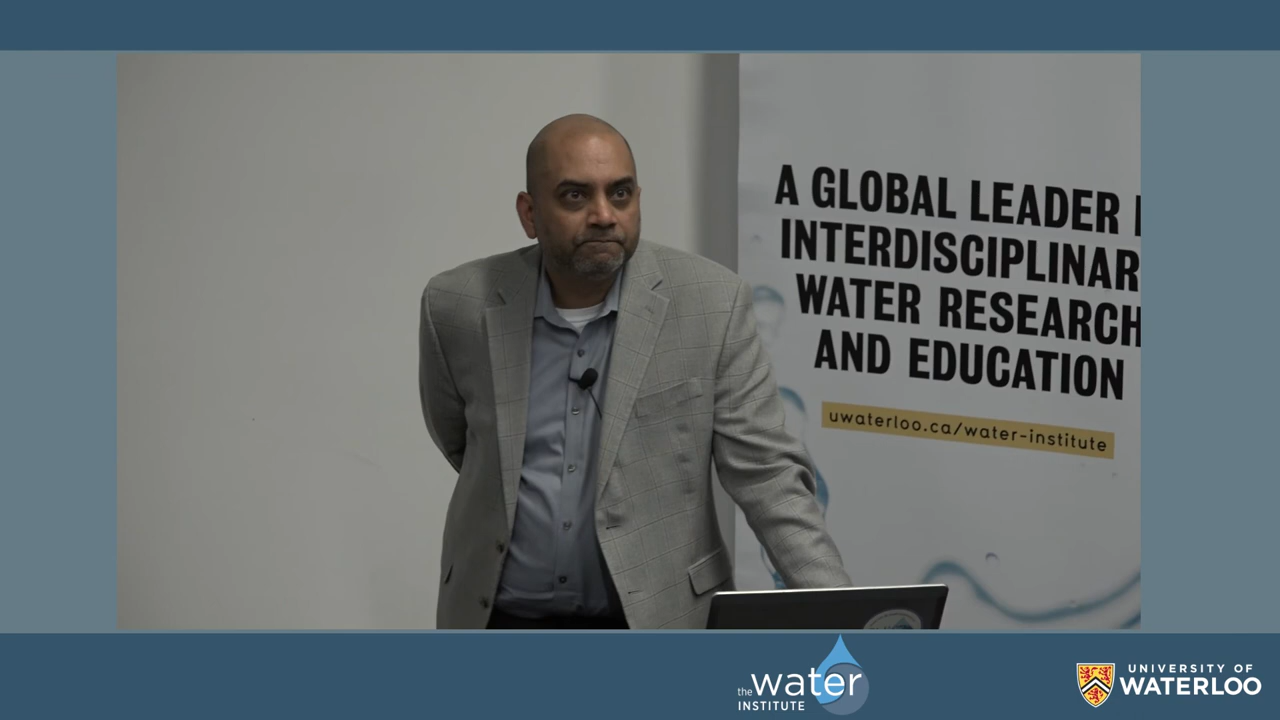 A GLOBAL LEADER
INTERDISCIPLINAR
WATER RESEARCH
AND EDUCATION
uwaterloo.ca/water-institute
the water
INSTITUTE
UNIVERSITY OF
WATERLOO